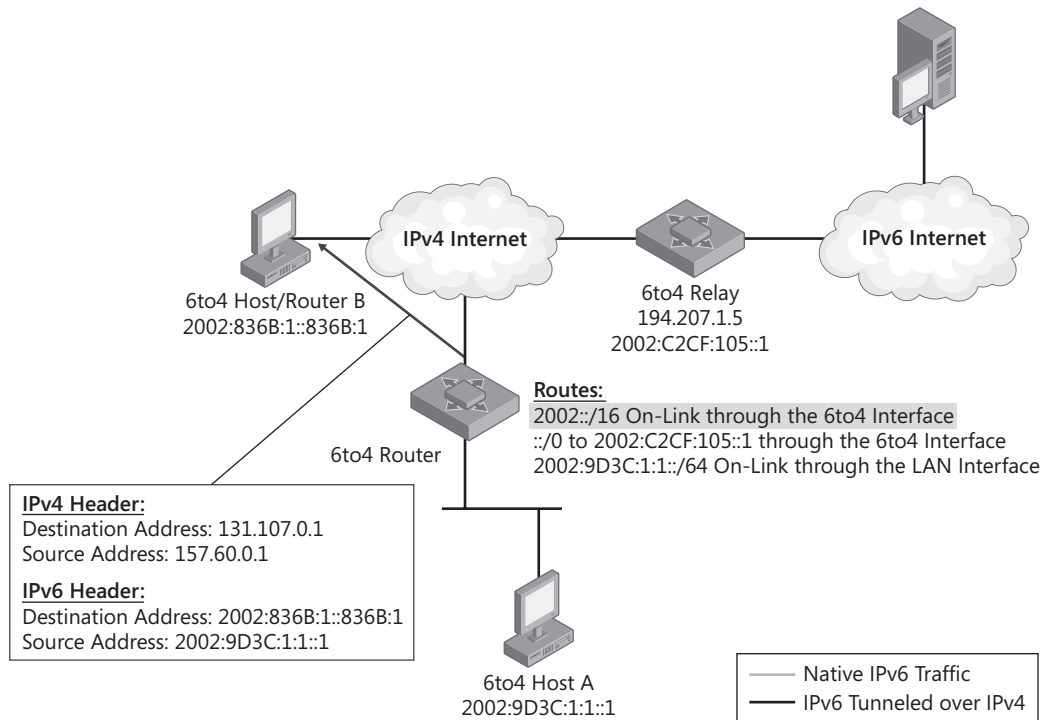 IPv4 Internet
IPv6 Internet
6to4 Host/Router B
2002:836B:1::836B:1
6to4 Relay
194.207.1.5
2002:C2CF:105::1
Routes:
2002::/16 On-Link through the 6to4 Interface
::/0 to 2002:C2CF:105::1 through the 6to4 Interface
2002:9D3C:1:1::/64 On-Link through the LAN Interface
6to4 Router
IPv4 Header:
Destination Address: 131.107.0.1
Source Address: 157.60.0.1
IPv6 Header:
Destination Address: 2002:836B:1::836B:1
Source Address: 2002:9D3C:1:1::1
6to4 Host A
2002:9D3C:1:1::1
Native IPv6 Traffic
IPv6 Tunneled over IPv4